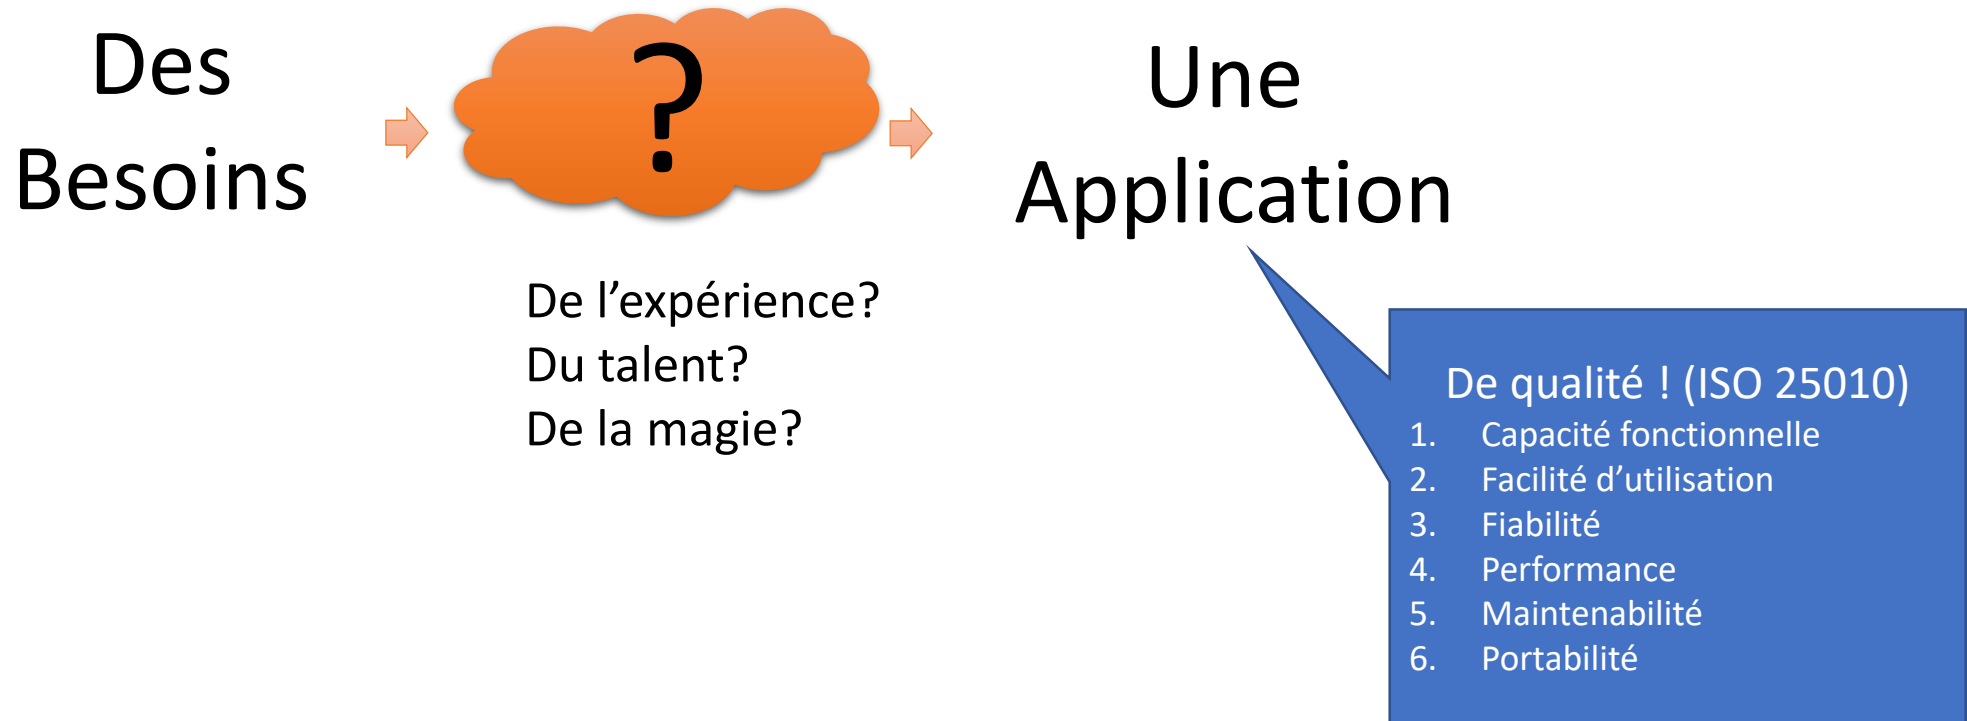 Des
Besoins
?
De l’expérience?
Du talent?
De la magie?
Une
Application
De qualité ! (ISO 25010)
1. Capacité fonctionnelle
2. Facilité d’utilisation
3. Fiabilité
4. Performance
5. Maintenabilité
6. Portabilité